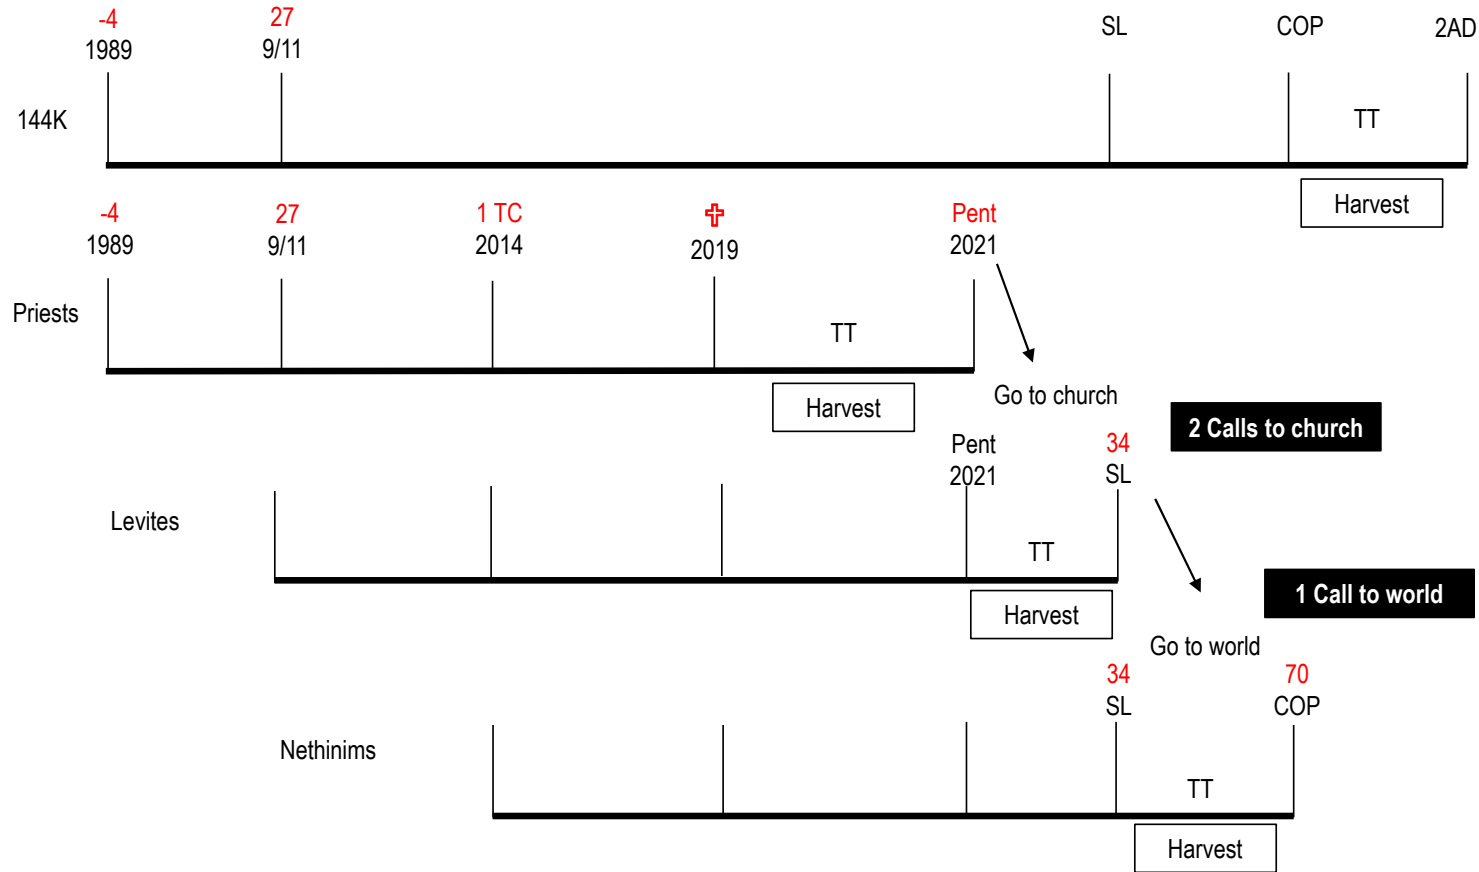 -4 27 SL COP 2AD
1989 9/11
144K TT
Harvest
-4 27 1 TC ✞ Pent
1989 9/11 2014 2019 2021
Priests
TT
Harvest
Go to church
2 Calls to church
Pent 34
2021 SL
Levites
TT
Harvest
1 Call to world
Go to world
34 70
SL COP
Nethinims
TT
Harvest